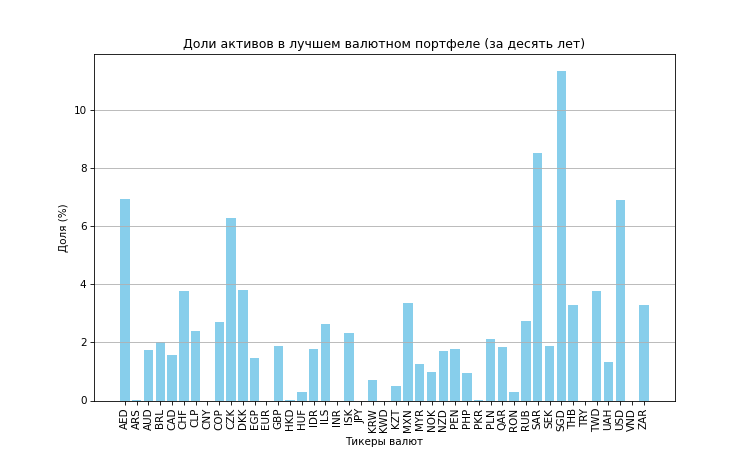 Доли активов в лучшем валютном портфеле (за десять лет)
Доля (%)
10
8
6
4
2
0
AED ARS AUD BRL CAD CHF CLP CNY COP CZK DKK EGP EUR GBP HKD HUF IDR ILS INR ISK JPY KRW KWD KZT MXN MYR NOK NZD PEN PHP PKR PLN QAR RON RUB SAR SEK SGD THB TRY TWD UAH USD VND ZAR
Тикеры валют